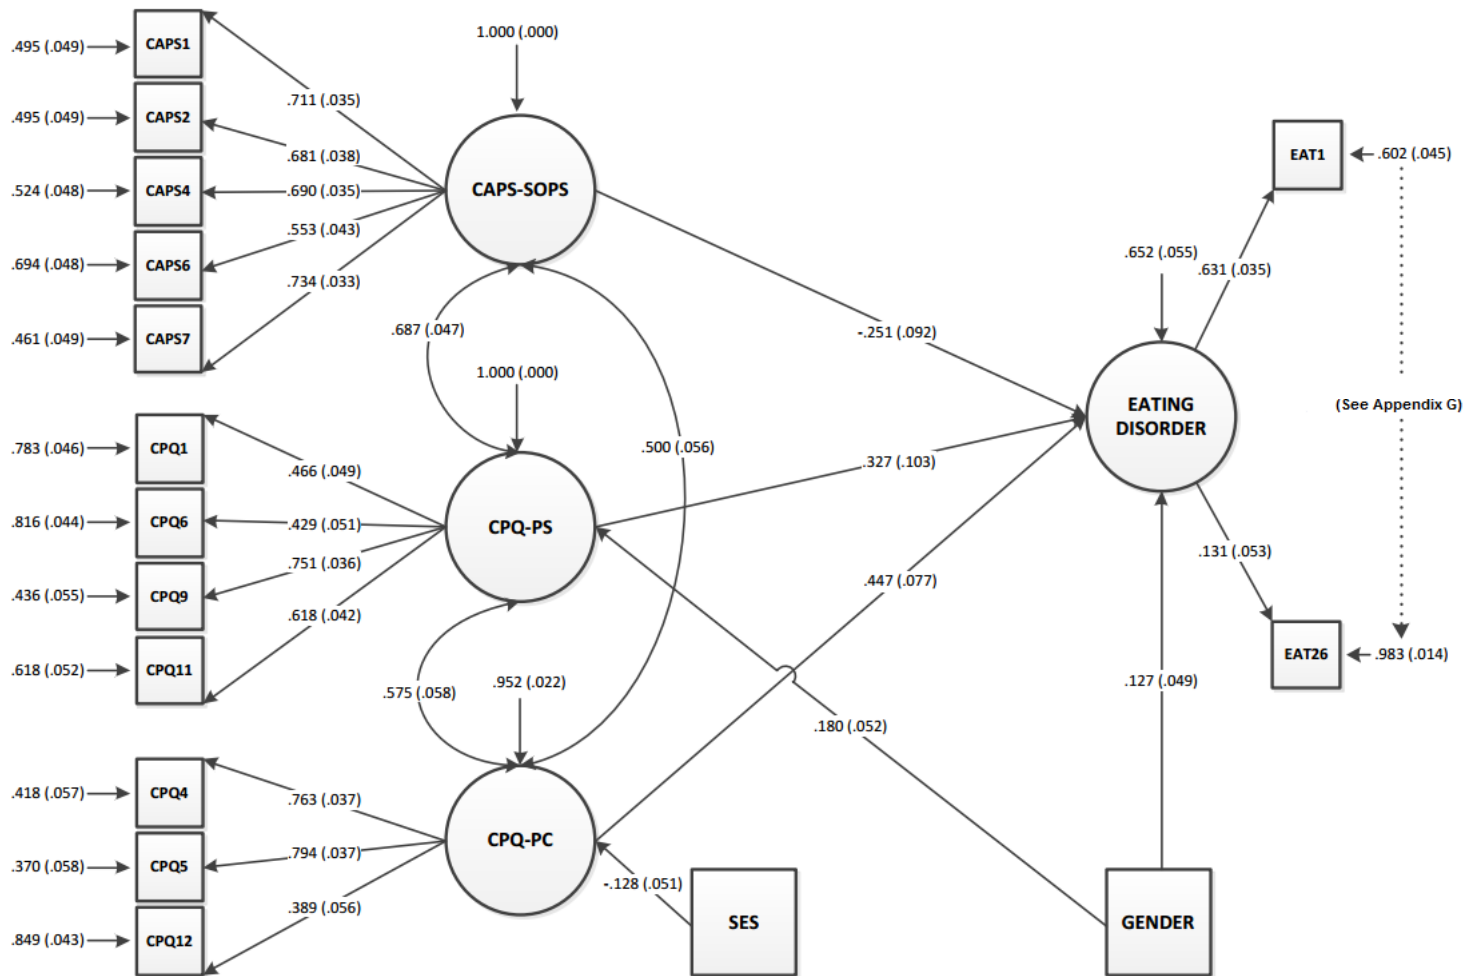 .495 (.049)
CAPS1
.495 (.049)
CAPS2
.524 (.048)
CAPS4
.694 (.048)
CAPS6
.461 (.049)
CAPS7
.711 (.035)
.681 (.038)
.690 (.035)
.553 (.043)
.734 (.033)
1.000 (.000)
CAPS-SOPS
.687 (.047)
1.000 (.000)
.500 (.056)
.783 (.046)
CPQ1
.816 (.044)
CPQ6
.436 (.055)
CPQ9
.618 (.052)
CPQ11
.466 (.049)
.429 (.051)
.751 (.036)
.618 (.042)
CPQ-PS
.575 (.058)
.952 (.022)
.418 (.057)
CPQ4
.370 (.058)
CPQ5
.849 (.043)
CPQ12
.763 (.037)
.794 (.037)
.389 (.056)
CPQ-PC
-.128 (.051)
SES
-.251 (.092)
.327 (.103)
.447 (.077)
.180 (.052)
.127 (.049)
GENDER
.652 (.055)
EATING
DISORDER
.631 (.035)
.131 (.053)
EAT1
.602 (.045)
(See Appendix G)
EAT26
.983 (.014)